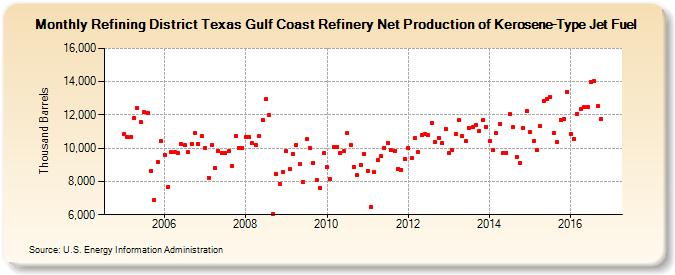 Monthly Refining District Texas Gulf Coast Refinery Net Production of Kerosene-Type Jet Fuel
Thousand Barrels
16,000
14,000
12,000
10,000
8,000
6,000
2006 2008 2010 2012 2014 2016
Source: U.S. Energy Information Administration